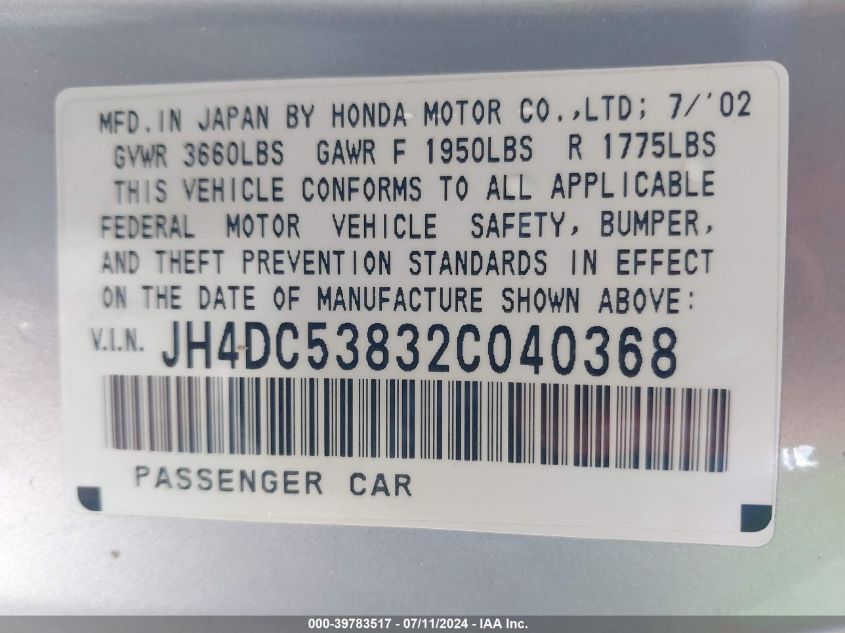 MFD. IN JAPAN BY HONDA MOTOR CO.,LTD; 7/'02
GVWR 3660LBS GAWR F 1950LBS R 1775LBS
THIS VEHICLE CONFORMS TO ALL APPLICABLE
FEDERAL MOTOR VEHICLE SAFETY, BUMPER,
AND THEFT PREVENTION STANDARDS IN EFFECT
ON THE DATE OF MANUFACTURE SHOWN ABOVE:
V.I.N. JH4DC53832C040368
PASSENGER CAR
000-39783517 - 07/11/2024 - IAA Inc.